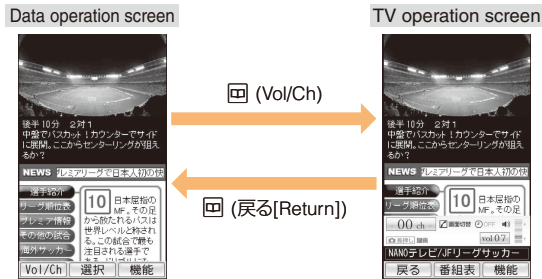 Data operation screen
TV operation screen
後半10分 2対1
中盤でパスカット!カウンターでサイド
に展開。ここからセンターリングが狙え
るか?
NEWS プレミアリーグで日本人初の快
選手紹介
リーグ順位表
プレミア情報
その他の試合
海外サッカー
10 日本屈指の
MF。その足
から放たれるパスは
世界レベルと称され
る。この試合で最も
注目される選手で
Vol/Ch 選択 機能
(Vol/Ch)
(戻る[Return])
後半10分 2対1
中盤でパスカット!カウンターでサイド
に展開。ここからセンターリングが狙え
るか?
NEWS プレミアリーグで日本人初の快
選手紹介
リーグ順位表
10 日本屈指の
MF。その足
00 ch 画面切替 OFF
長押し 録画 vol 07
NANOテレビ/JFリーグサッカー
戻る 番組表 機能